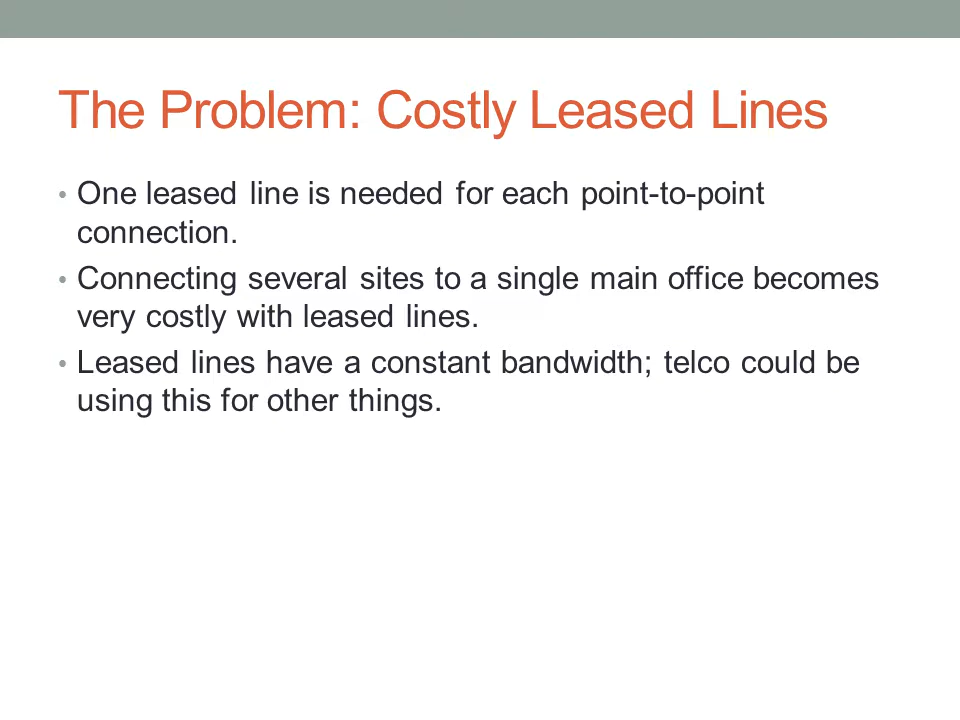 The Problem: Costly Leased Lines
• One leased line is needed for each point-to-point
connection.
• Connecting several sites to a single main office becomes
very costly with leased lines.
• Leased lines have a constant bandwidth; telco could be
using this for other things.